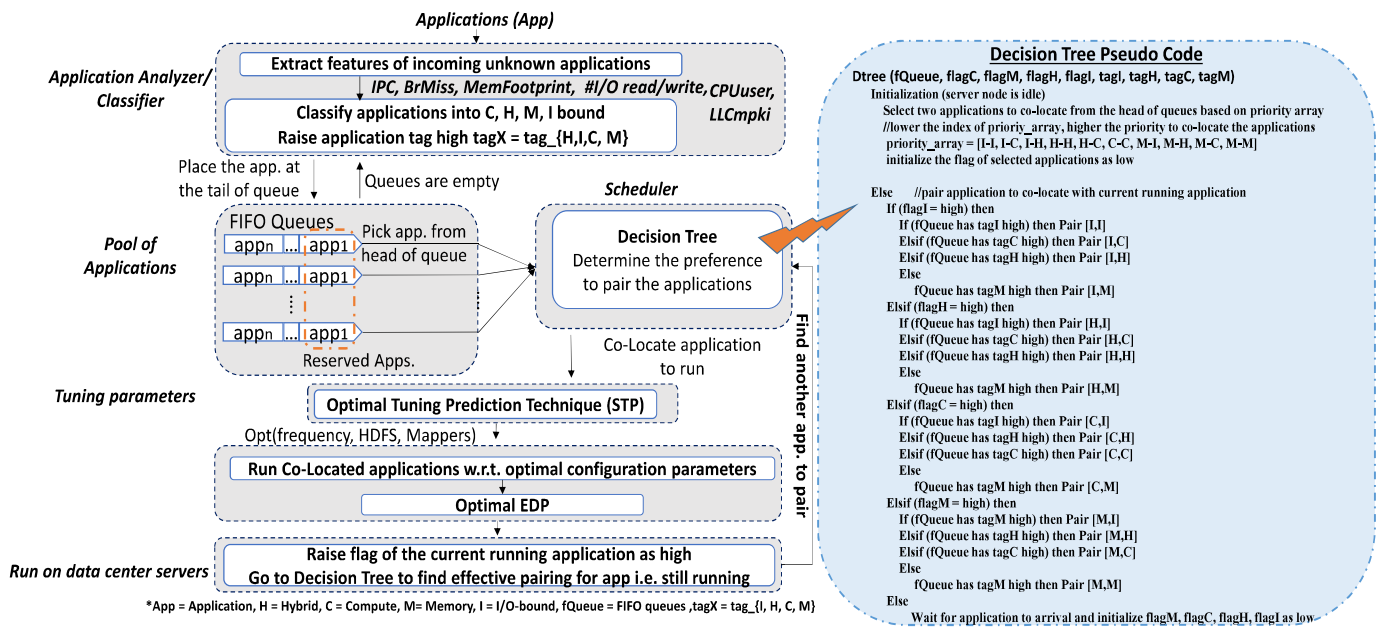 Applications (App)
Application Analyzer/
Classifier
Extract features of incoming unknown applications
IPC, BrMiss, MemFootprint, #I/O read/write,
CPUuser,
LLCmpki
Classify applications into C, H, M, I bound
Raise application tag high tagX = tag_{H,I,C, M}
Place the app. at
the tail of queue
Queues are empty
Pool of
Applications
FIFO Queues
appn ... app1
appn ... app1
⋮ ⋮
appn ... app1
Reserved Apps.
Pick app. from
head of queue
Scheduler
Decision Tree
Determine the preference
to pair the applications
Co-Locate application
to run
Find another app. to pair
Tuning parameters
Optimal Tuning Prediction Technique (STP)
Opt(frequency, HDFS, Mappers)
Run Co-Located applications w.r.t. optimal configuration parameters
Optimal EDP
Run on data center servers
Raise flag of the current running application as high
Go to Decision Tree to find effective pairing for app i.e. still running
*App = Application, H = Hybrid, C = Compute, M= Memory, I = I/O-bound, fQueue = FIFO queues ,tagX = tag_{I, H, C, M}
Decision Tree Pseudo Code
Dtree (fQueue, flagC, flagM, flagH, flagI, tagI, tagH, tagC, tagM)
Initialization (server node is idle)
Select two applications to co-locate from the head of queues based on priority array
//lower the index of prioriy_array, higher the priority to co-locate the applications
priority_array = [I-I, I-C, I-H, H-H, H-C, C-C, M-I, M-H, M-C, M-M]
initialize the flag of selected applications as low
Else //pair application to co-locate with current running application
If (flagI = high) then
If (fQueue has tagI high) then Pair [I,I]
Elsif (fQueue has tagC high) then Pair [I,C]
Elsif (fQueue has tagH high) then Pair [I,H]
Else
fQueue has tagM high then Pair [I,M]
Elsif (flagH = high) then
If (fQueue has tagI high) then Pair [H,I]
Elsif (fQueue has tagC high) then Pair [H,C]
Elsif (fQueue has tagH high) then Pair [H,H]
Else
fQueue has tagM high then Pair [H,M]
Elsif (flagC = high) then
If (fQueue has tagI high) then Pair [C,I]
Elsif (fQueue has tagH high) then Pair [C,H]
Elsif (fQueue has tagC high) then Pair [C,C]
Else
fQueue has tagM high then Pair [C,M]
Elsif (flagM = high) then
If (fQueue has tagM high) then Pair [M,I]
Elsif (fQueue has tagH high) then Pair [M,H]
Elsif (fQueue has tagC high) then Pair [M,C]
Else
fQueue has tagM high then Pair [M,M]
Else
Wait for application to arrival and initialize flagM, flagC, flagH, flagI as low